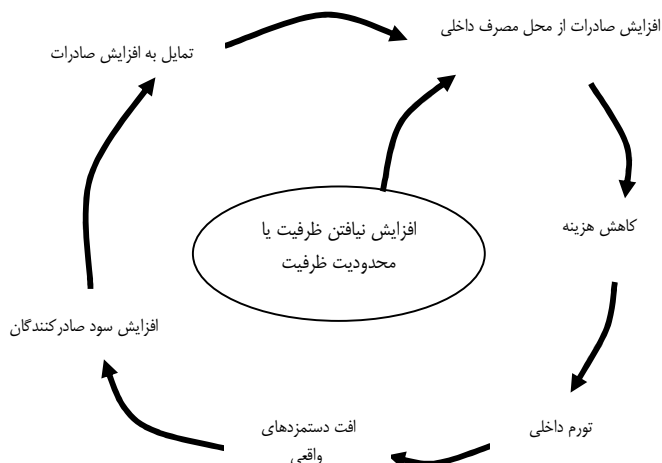 افزایش صادرات از محل مصرف داخلی
تمایل به افزایش صادرات
کاهش هزینه
افزایش نیافتن ظرفیت یا
محدودیت ظرفیت
افزایش سود صادرکنندگان
تورم داخلی
افت دستمزدهای
واقعی